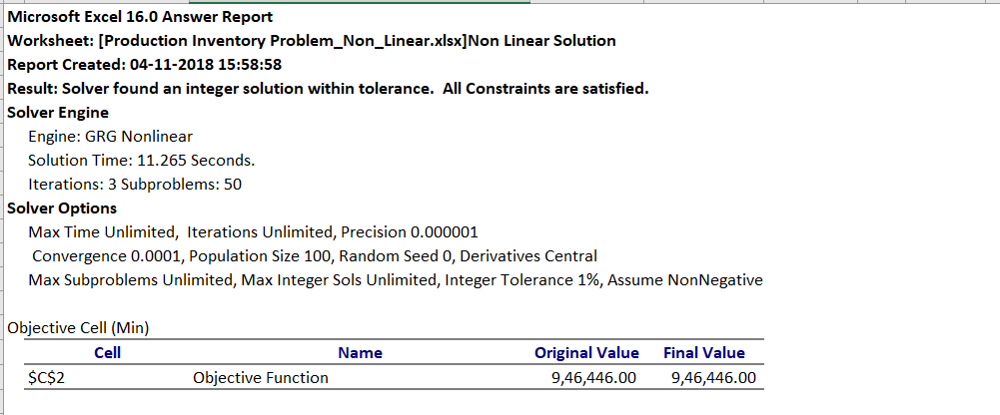 Microsoft Excel 16.0 Answer Report
Worksheet: [Production Inventory Problem_Non_Linear.xlsx]Non Linear Solution
Report Created: 04-11-2018 15:58:58
Result: Solver found an integer solution within tolerance.  All Constraints are satisfied.
Solver Engine
Engine: GRG Nonlinear
Solution Time: 11.265 Seconds.
Iterations: 3 Subproblems: 50
Solver Options
Max Time Unlimited,  Iterations Unlimited, Precision 0.000001
Convergence 0.0001, Population Size 100, Random Seed 0, Derivatives Central
Max Subproblems Unlimited, Max Integer Sols Unlimited, Integer Tolerance 1%, Assume NonNegative
Objective Cell (Min)
Cell Name Original Value Final Value
$C$2 Objective Function 9,46,446.00 9,46,446.00